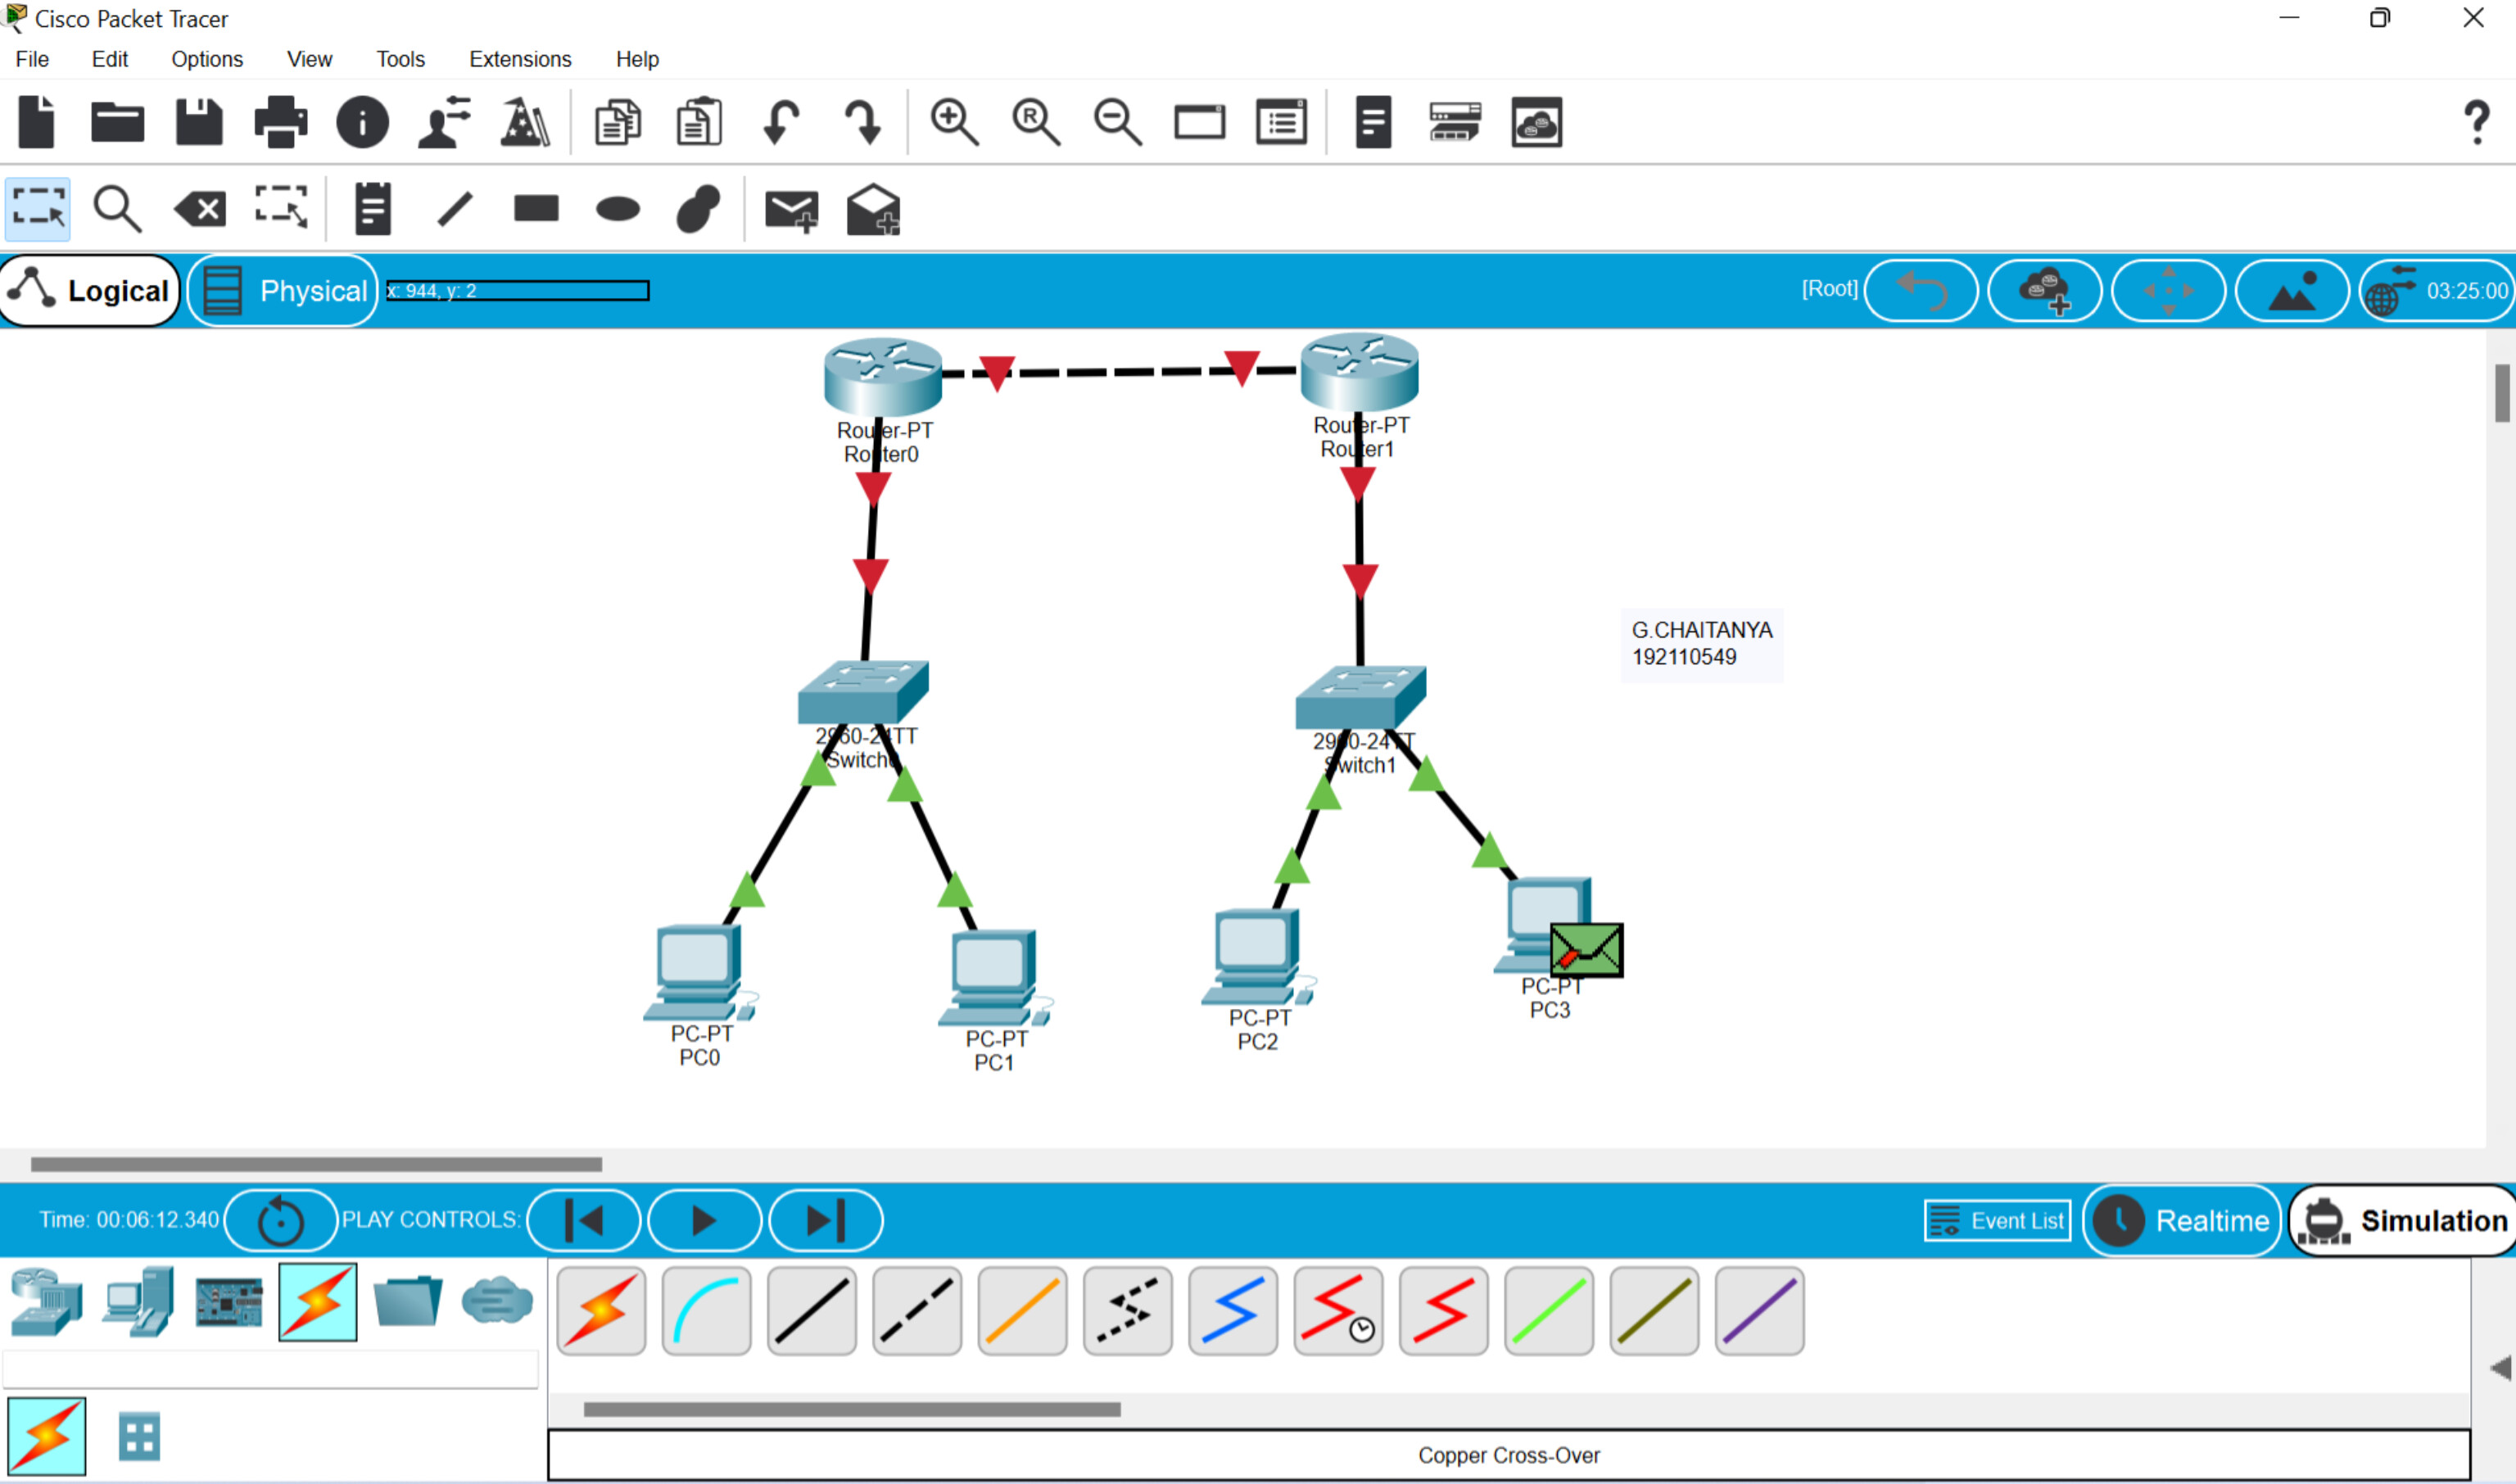 Cisco Packet Tracer
File Edit Options View Tools Extensions Help
Logical Physical x: 944, y: 2 [Root] 03:25:00
Router-PT
Router0
Router-PT
Router1
G.CHAITANYA
192110549
2960-24TT
Switch0
2960-24TT
Switch1
PC-PT
PC0
PC-PT
PC1
PC-PT
PC2
PC-PT
PC3
Time: 00:06:12.340 PLAY CONTROLS: Event List Realtime Simulation
Copper Cross-Over